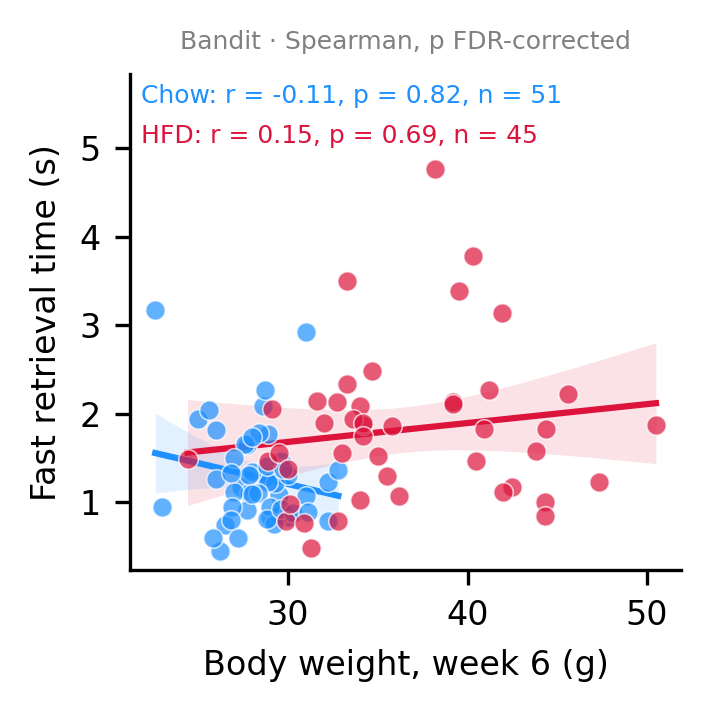 Bandit · Spearman, p FDR-corrected
Chow: r = -0.11, p = 0.82, n = 51
HFD: r = 0.15, p = 0.69, n = 45
Fast retrieval time (s)
5
4
3
2
1
30 40 50
Body weight, week 6 (g)